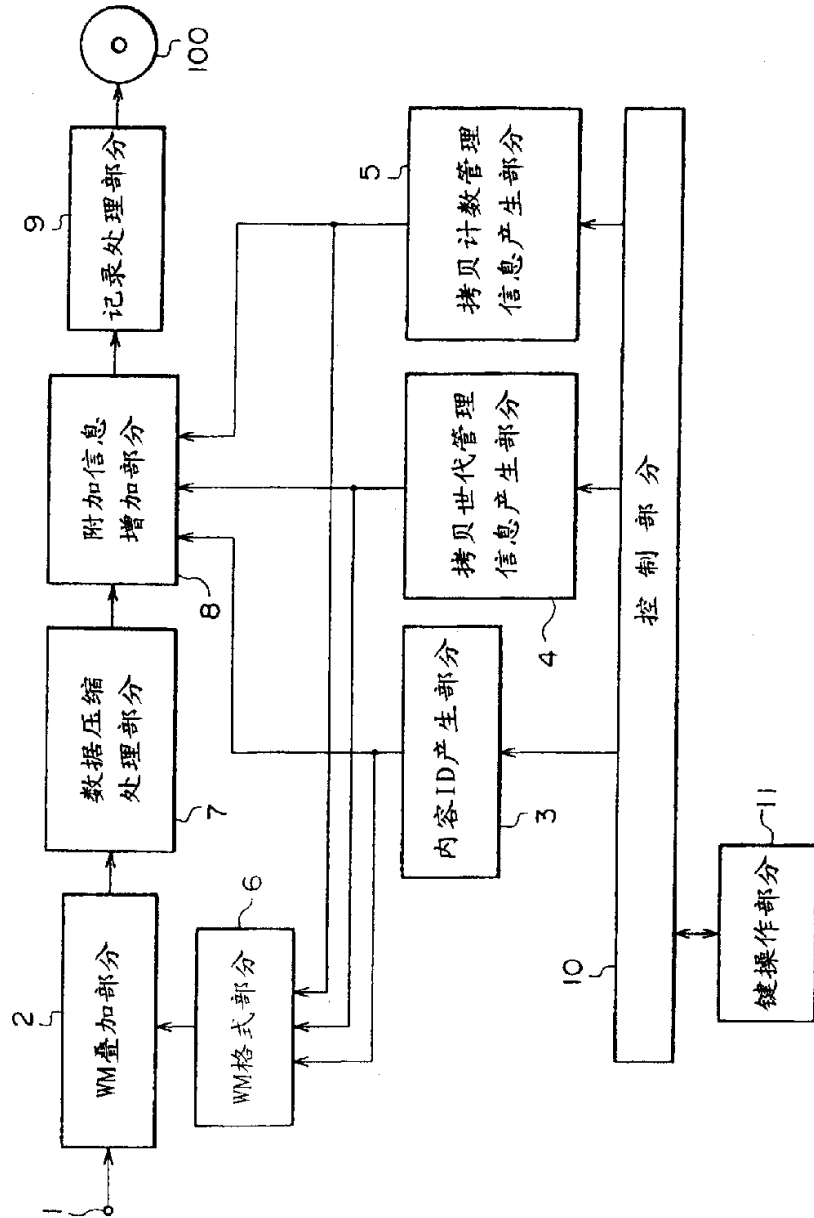 1
2
WM叠加部分
7
数据压缩
处理部分
8
附加信息
增加部分
9
记录处理部分
100
6
WM格式部分
3
内容ID产生部分
4
拷贝世代管理
信息产生部分
5
拷贝计数管理
信息产生部分
10
控制部分
11
键操作部分